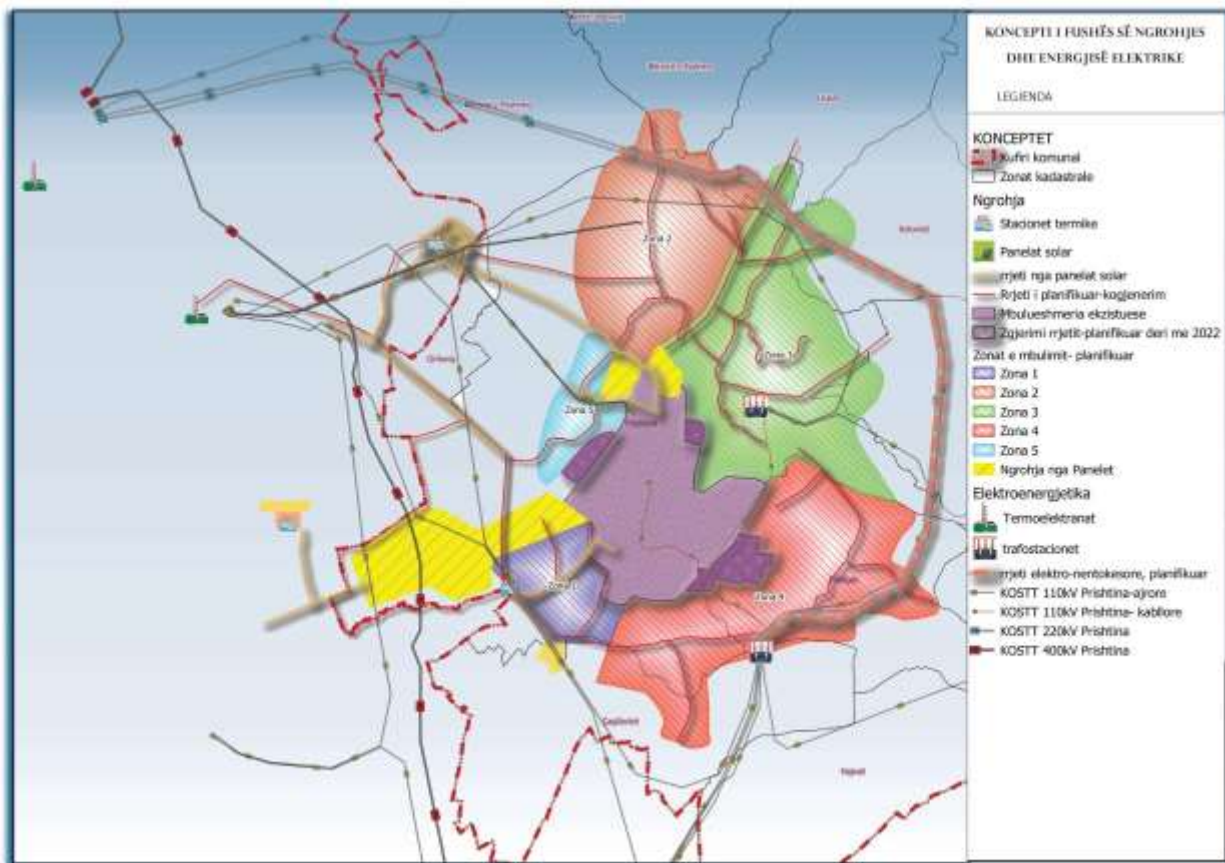 KONCEPTI I FUSHËS SË NGROHJES
DHE ENERGJISË ELEKTRIKE
LEGJENDA
KONCEPTET
Kufiri komunal
Zonat kadastrale
Ngrohja
Stacionet termike
Panelat solar
rrjeti nga panelat solar
Rrjeti i planifikuar-kogjenerim
Mbulueshmeria ekzistuese
Zgjerimi rrjetit-planifikuar deri me 2022
Zonat e mbulimit- planifikuar
Zona 1
Zona 2
Zona 3
Zona 4
Zona 5
Ngrohja nga Panelet
Elektroenergjetika
Termoelektranat
trafostacionet
rrjeti elektro-nentokesore, planifikuar
KOSTT 110kV Prishtina-ajrore
KOSTT 110kV Prishtina- kabllore
KOSTT 220kV Prishtina
KOSTT 400kV Prishtina
Zona 2
Zona 3
Zona 5
Zona 1
Zona 4